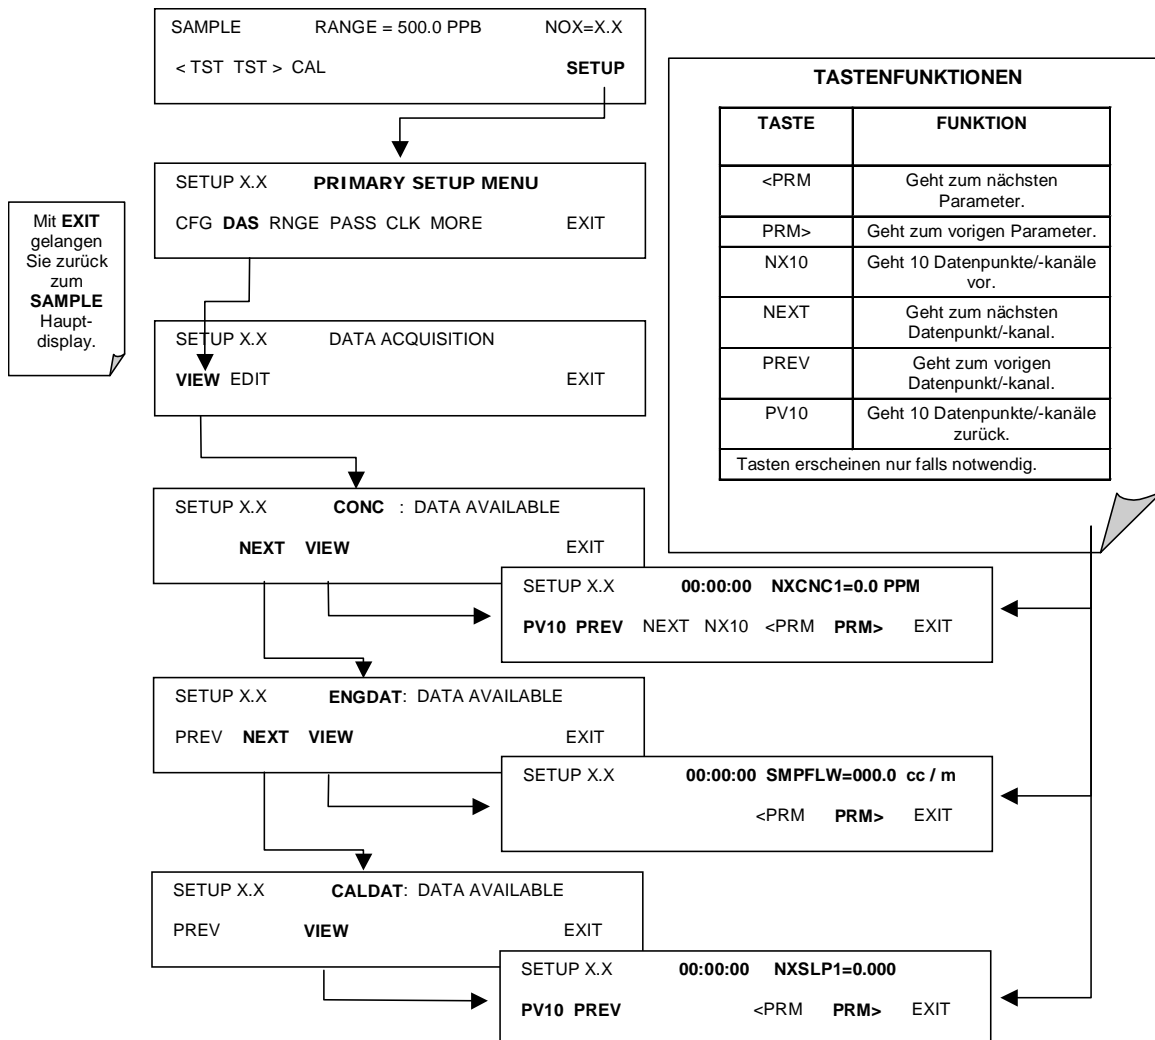 SAMPLE RANGE = 500.0 PPB NOX=X.X
< TST TST > CAL SETUP
SETUP X.X PRIMARY SETUP MENU
CFG DAS RNGE PASS CLK MORE EXIT
Mit EXIT
gelangen
Sie zurück
zum
SAMPLE
Haupt-
display.
SETUP X.X DATA ACQUISITION
VIEW EDIT EXIT
SETUP X.X CONC : DATA AVAILABLE
NEXT VIEW EXIT
SETUP X.X 00:00:00 NXCNC1=0.0 PPM
PV10 PREV NEXT NX10 <PRM PRM> EXIT
SETUP X.X ENGDAT: DATA AVAILABLE
PREV NEXT VIEW EXIT
SETUP X.X 00:00:00 SMPFLW=000.0 cc / m
<PRM PRM> EXIT
SETUP X.X CALDAT: DATA AVAILABLE
PREV VIEW EXIT
SETUP X.X 00:00:00 NXSLP1=0.000
PV10 PREV <PRM PRM> EXIT
TASTENFUNKTIONEN
TASTE FUNKTION
<PRM Geht zum nächsten
Parameter.
PRM> Geht zum vorigen Parameter.
NX10 Geht 10 Datenpunkte/-kanäle
vor.
NEXT Geht zum nächsten
Datenpunkt/-kanal.
PREV Geht zum vorigen
Datenpunkt/-kanal.
PV10 Geht 10 Datenpunkte/-kanäle
zurück.
Tasten erscheinen nur falls notwendig.